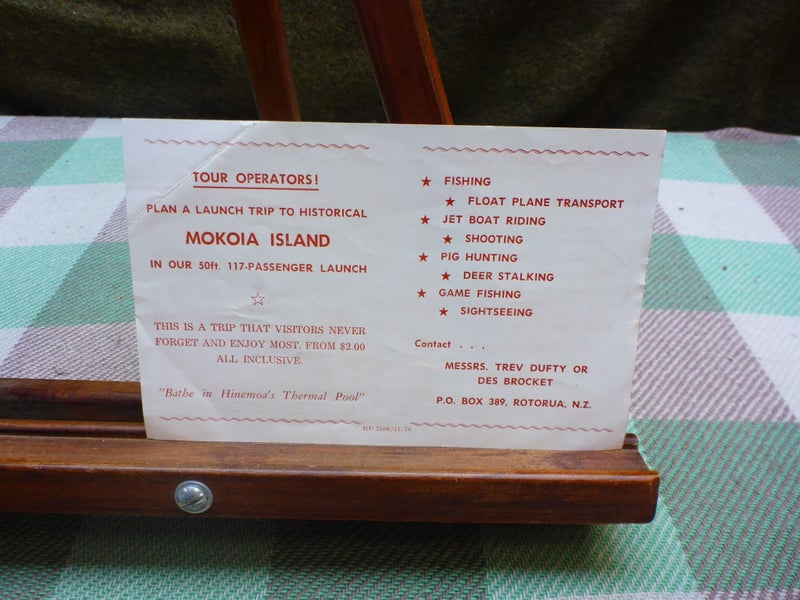 TOUR OPERATORS!
PLAN A LAUNCH TRIP TO HISTORICAL
MOKOIA ISLAND
IN OUR 50ft. 117-PASSENGER LAUNCH
THIS IS A TRIP THAT VISITORS NEVER
FORGET AND ENJOY MOST. FROM $2.00
ALL INCLUSIVE.
"Bathe in Hinemoa's Thermal Pool"
FISHING
FLOAT PLANE TRANSPORT
JET BOAT RIDING
SHOOTING
PIG HUNTING
DEER STALKING
GAME FISHING
SIGHTSEEING
Contact . . .
MESSRS. TREV DUFTY OR
DES BROCKET
P.O. BOX 389, ROTORUA, N.Z.